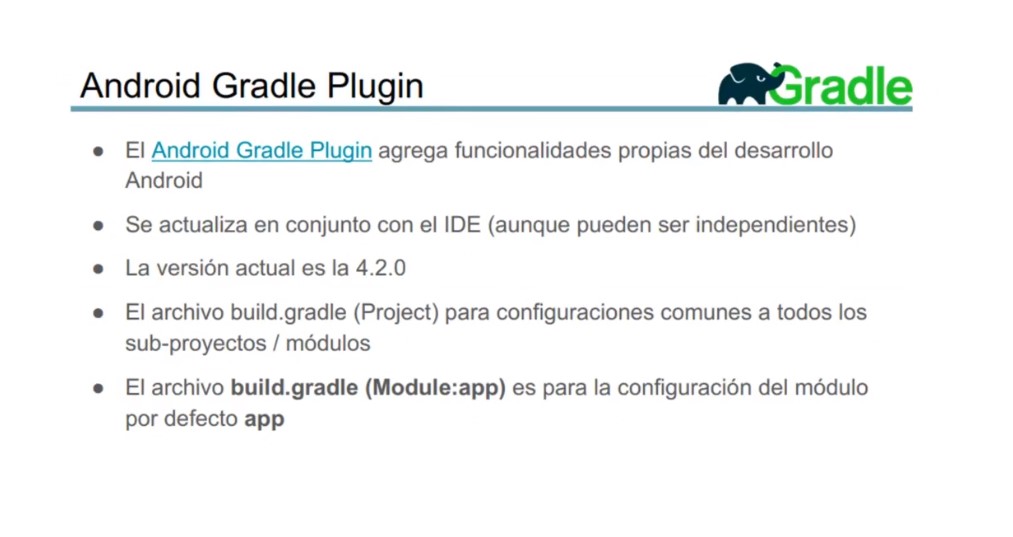 Android Gradle Plugin
Gradle
● El Android Gradle Plugin agrega funcionalidades propias del desarrollo
Android
● Se actualiza en conjunto con el IDE (aunque pueden ser independientes)
● La versión actual es la 4.2.0
● El archivo build.gradle (Project) para configuraciones comunes a todos los
sub-proyectos / módulos
● El archivo build.gradle (Module:app) es para la configuración del módulo
por defecto app